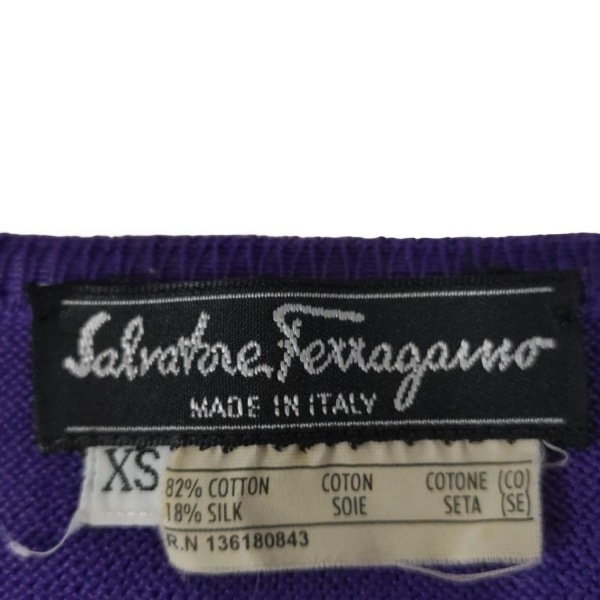 Salvatore Ferragamo
MADE IN ITALY
XS
82% COTTON COTON COTONE (CO)
18% SILK SOIE SETA (SE)
R.N 136180843